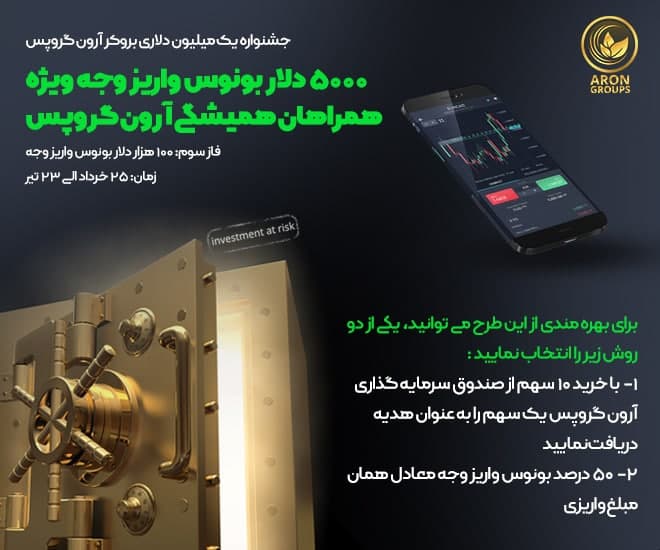 جشنواره یک میلیون دلاری بروکر آرون گروپس
۵۰۰۰ دلار بونوس واریز وجه ویژه
همراهان همیشگی آرون گروپس
فاز سوم: ۱۰۰ هزار دلار بونوس واریز وجه
زمان: ۲۵ خرداد الی ۲۳ تیر
ARON
GROUPS
investment at risk
برای بهره مندی از این طرح می توانید، یکی از دو
روش زیر را انتخاب نمایید :
۱- با خرید ۱۰ سهم از صندوق سرمایه گذاری
آرون گروپس یک سهم را به عنوان هدیه
دریافت نمایید
۲- ۵۰ درصد بونوس واریز وجه معادل همان
مبلغ واریزی